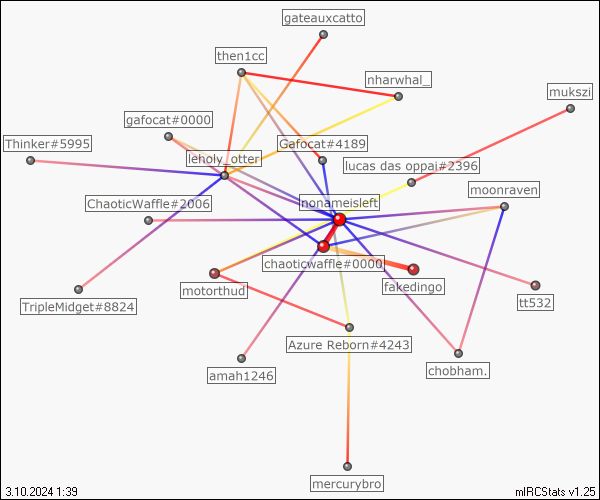 gateauxcatto
then1cc
nharwhal_
mukszi
gafocat#0000
Thinker#5995
Gafocat#4189
leholy_otter
lucas das oppai#2396
moonraven
ChaoticWaffle#2006
nonameisleft
chaoticwaffle#0000
motorthud
fakedingo
tt532
TripleMidget#8824
Azure Reborn#4243
amah1246
chobham.
mercurybro
3.10.2024 1:39
mIRCStats v1.25